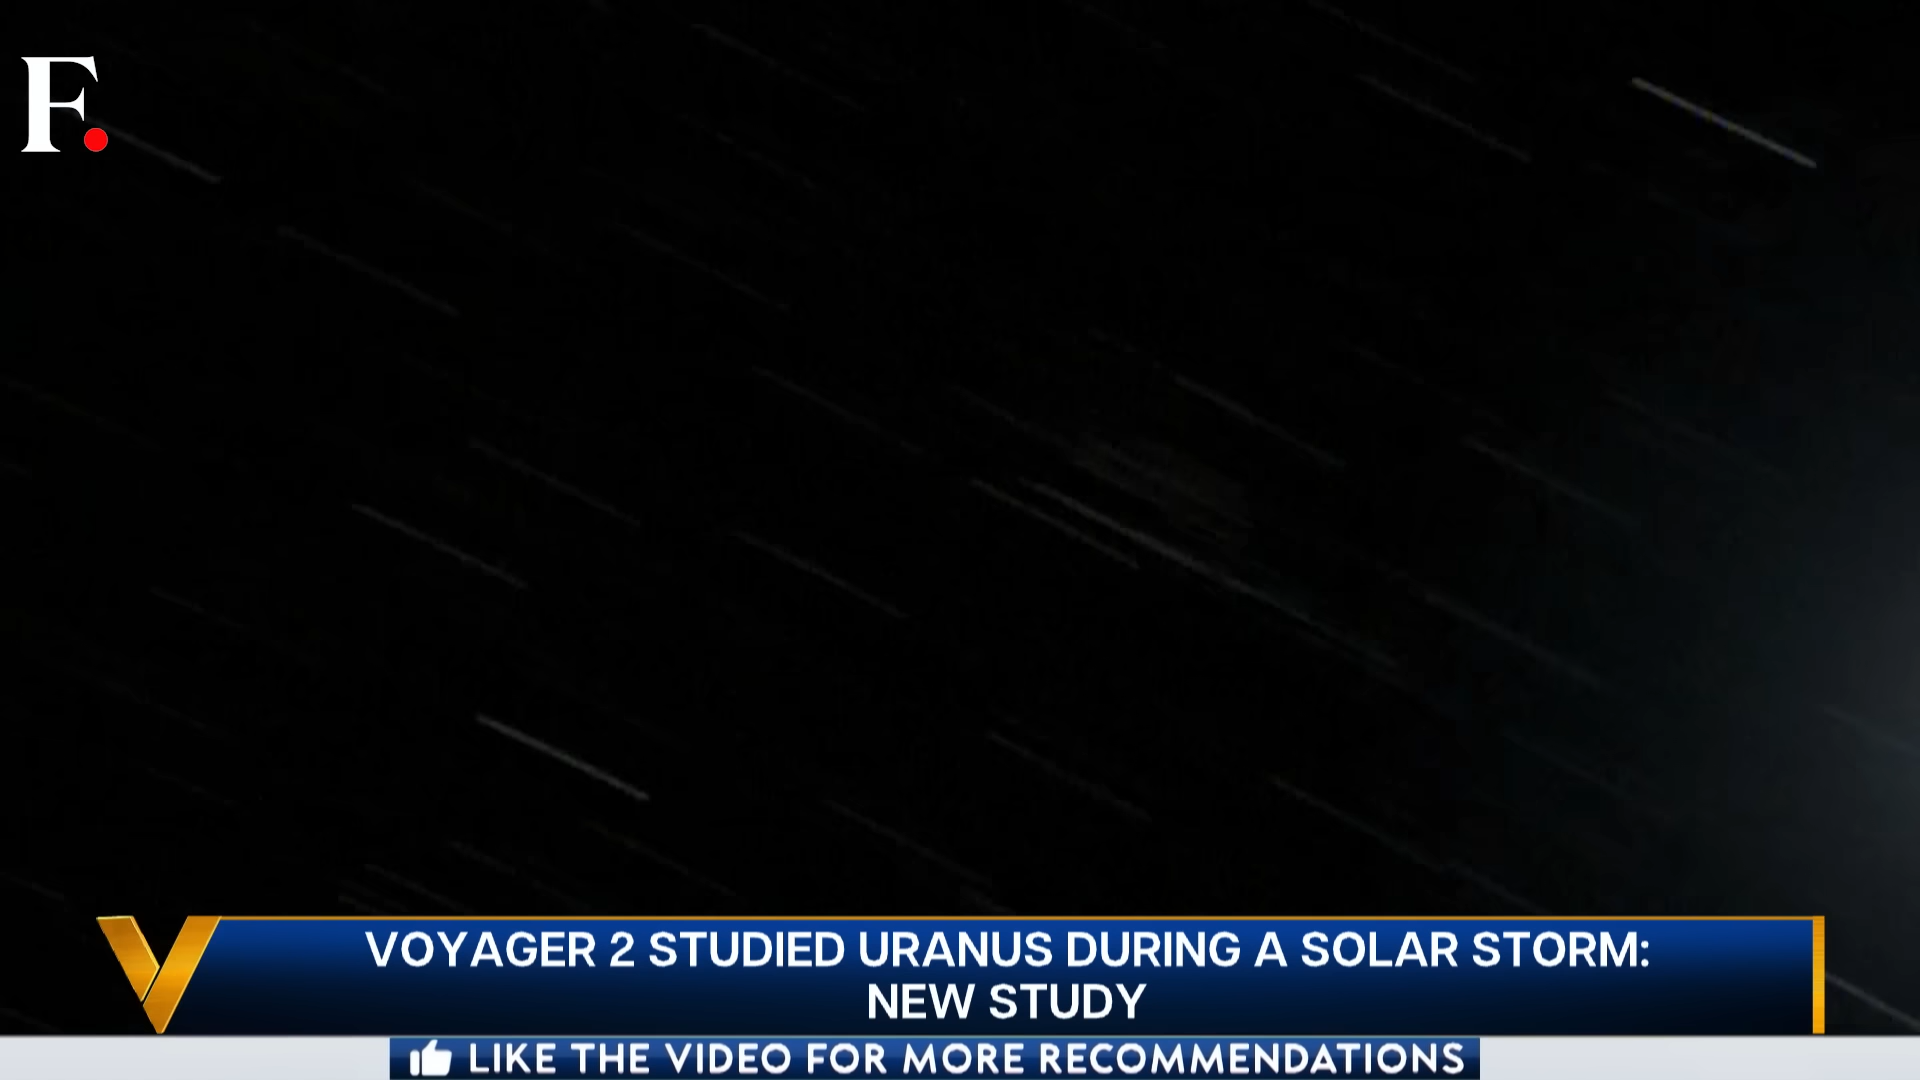 F.
VOYAGER 2 STUDIED URANUS DURING A SOLAR STORM:
NEW STUDY
LIKE THE VIDEO FOR MORE RECOMMENDATIONS